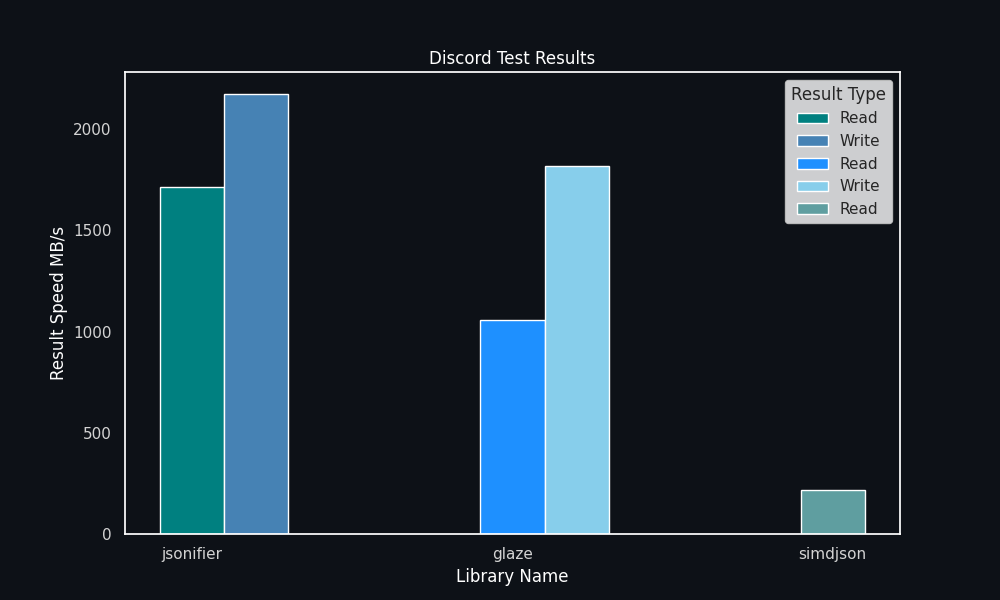 Discord Test Results
Result Type
Read
Write
Read
Write
Read
2000
1500
1000
500
0
Result Speed MB/s
jsonifier
glaze
simdjson
Library Name